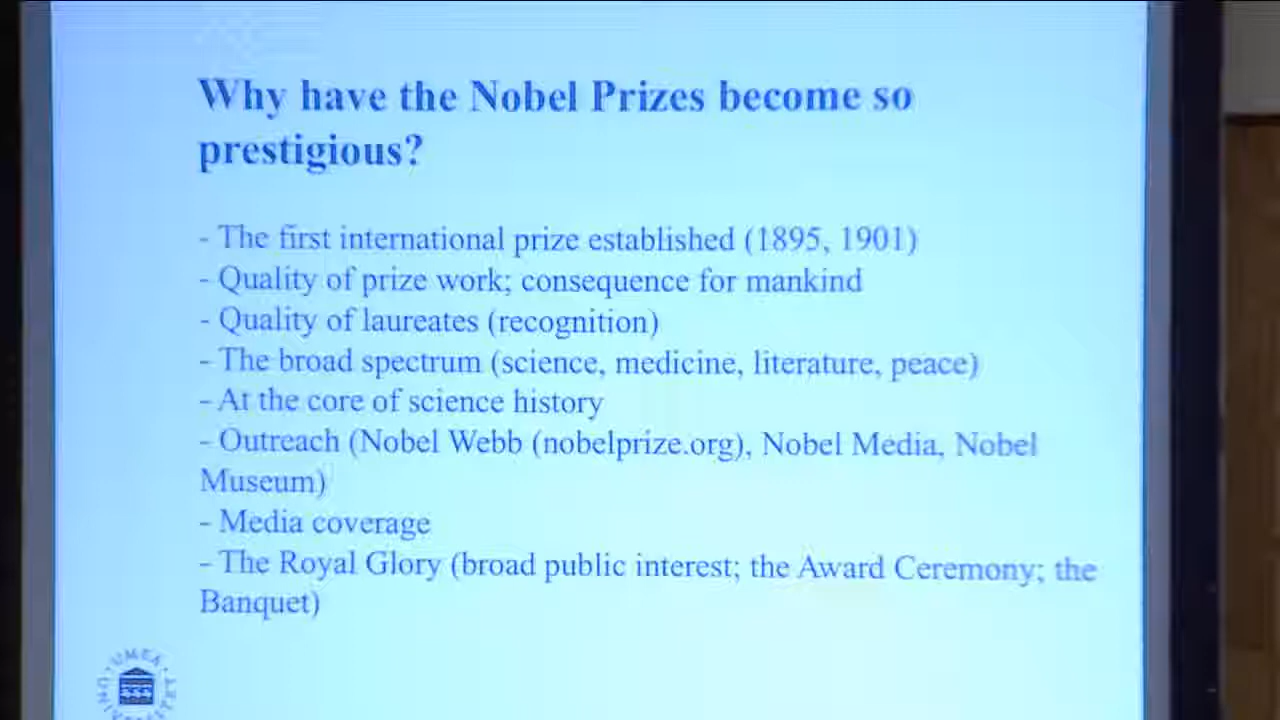 Why have the Nobel Prizes become so
prestigious?
- The first international prize established (1895, 1901)
- Quality of prize work; consequence for mankind
- Quality of laureates (recognition)
- The broad spectrum (science, medicine, literature, peace)
- At the core of science history
- Outreach (Nobel Webb (nobelprize.org), Nobel Media, Nobel
Museum)
- Media coverage
- The Royal Glory (broad public interest; the Award Ceremony; the
Banquet)
UMEÅ UNIVERSITET